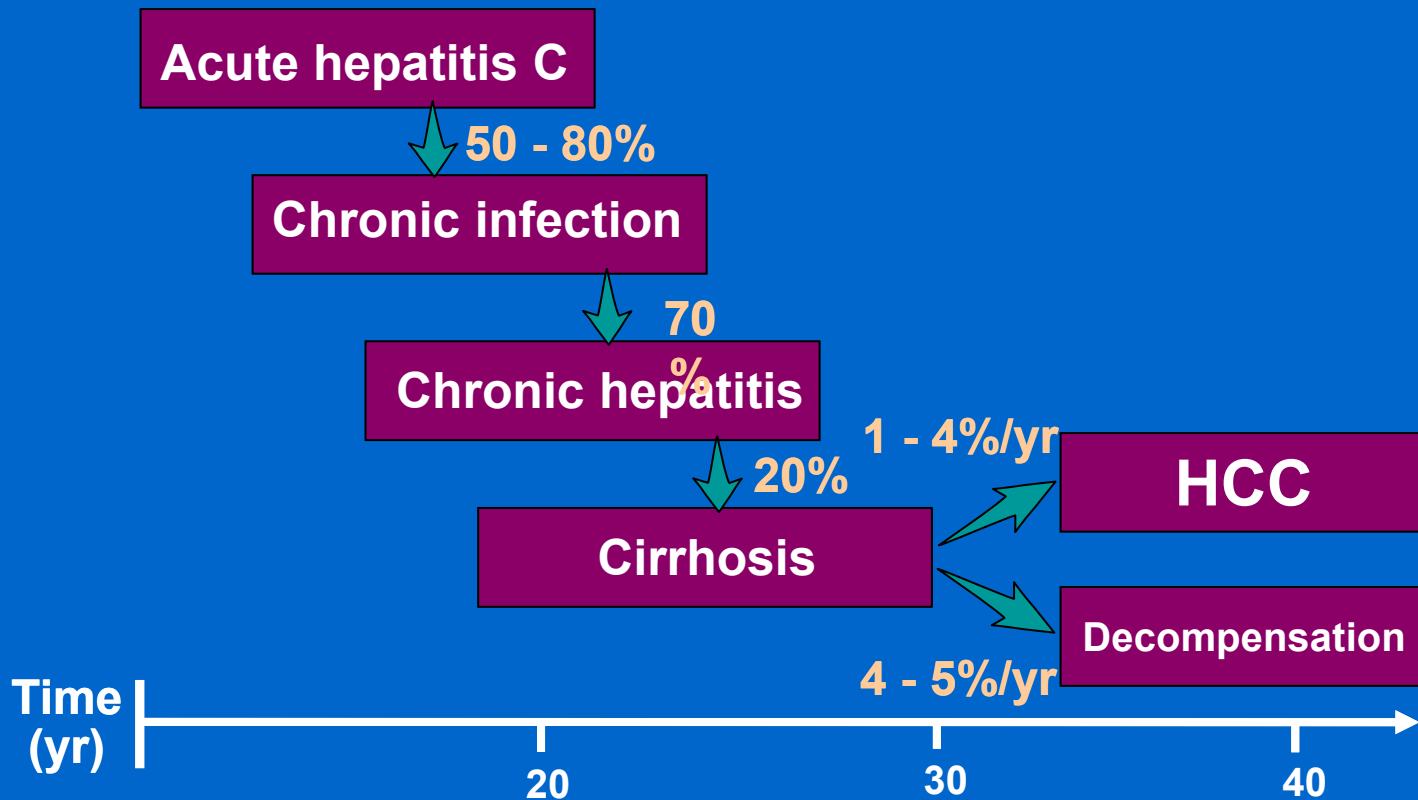 Acute hepatitis C
50 - 80%
Chronic infection
70
%
Chronic hepatitis
1 - 4%/yr
HCC
20%
Cirrhosis
Decompensation
4 - 5%/yr
Time
(yr)
20
30
40